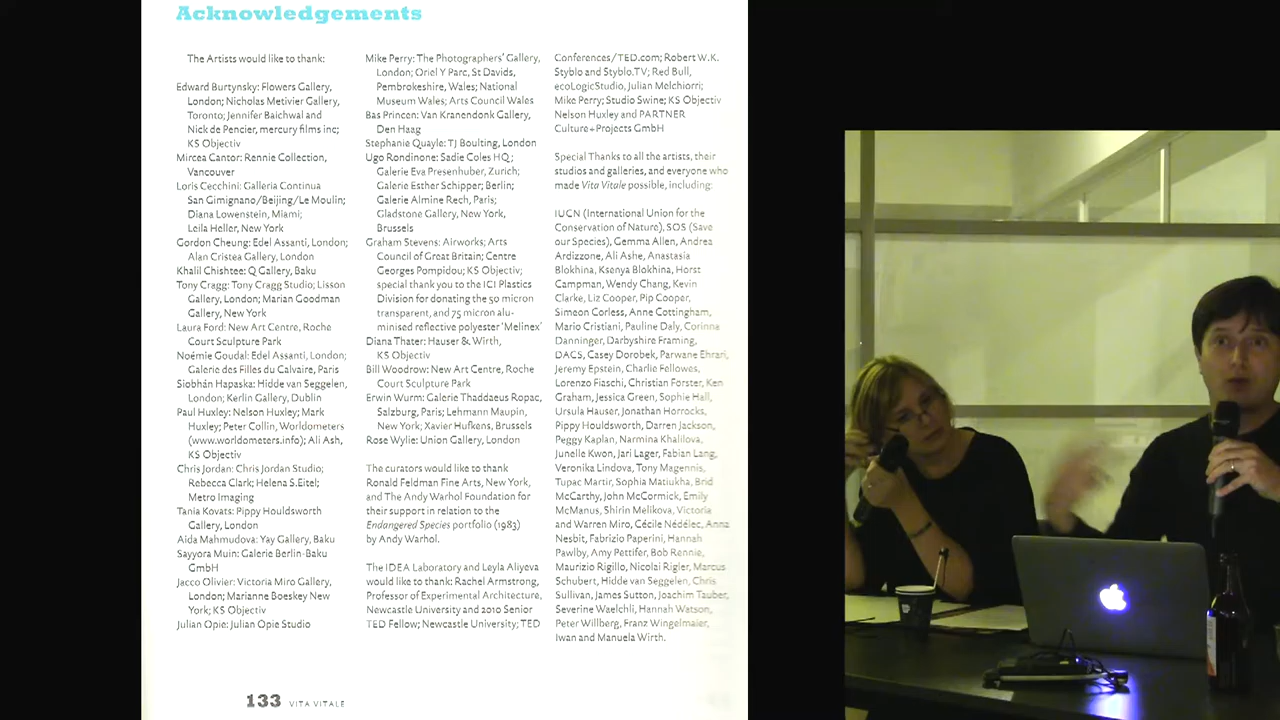 Acknowledgements
The Artists would like to thank:
Edward Burtynsky: Flowers Gallery,
London; Nicholas Metivier Gallery,
Toronto; Jennifer Baichwal and
Nick de Pencier, mercury films inc;
KS Objectiv
Mircea Cantor: Rennie Collection,
Vancouver
Loris Cecchini: Galleria Continua
San Gimignano/Beijing/Le Moulin;
Diana Lowenstein, Miami;
Leila Heller, New York
Gordon Cheung: Edel Assanti, London;
Alan Cristea Gallery, London
Khalil Chishtee: Q Gallery, Baku
Tony Cragg: Tony Cragg Studio; Lisson
Gallery, London; Marian Goodman
Gallery, New York
Laura Ford: New Art Centre, Roche
Court Sculpture Park
Noémie Goudal: Edel Assanti, London;
Galerie des Filles du Calvaire, Paris
Siobhán Hapaska: Hidde van Seggelen,
London; Kerlin Gallery, Dublin
Paul Huxley: Nelson Huxley; Mark
Huxley; Peter Collin, Worldometers
(www.worldometers.info); Ali Ash,
KS Objectiv
Chris Jordan: Chris Jordan Studio;
Rebecca Clark; Helena S.Eitel;
Metro Imaging
Tania Kovats: Pippy Houldsworth
Gallery, London
Aida Mahmudova: Yay Gallery, Baku
Sayyora Muin: Galerie Berlin-Baku
GmbH
Jacco Olivier: Victoria Miro Gallery,
London; Marianne Boeskey New
York; KS Objectiv
Julian Opie: Julian Opie Studio
Mike Perry: The Photographers' Gallery,
London; Oriel Y Parc, St Davids,
Pembrokeshire, Wales; National
Museum Wales; Arts Council Wales
Bas Princen: Van Kranendonk Gallery,
Den Haag
Stephanie Quayle: TJ Boulting, London
Ugo Rondinone: Sadie Coles HQ;
Galerie Eva Presenhuber, Zurich;
Galerie Esther Schipper; Berlin;
Galerie Almine Rech, Paris;
Gladstone Gallery, New York,
Brussels
Graham Stevens: Airworks; Arts
Council of Great Britain; Centre
Georges Pompidou; KS Objectiv;
special thank you to the ICI Plastics
Division for donating the 50 micron
transparent, and 75 micron alu-
minised reflective polyester 'Melinex'
Diana Thater: Hauser & Wirth,
KS Objectiv
Bill Woodrow: New Art Centre, Roche
Court Sculpture Park
Erwin Wurm: Galerie Thaddaeus Ropac,
Salzburg, Paris; Lehmann Maupin,
New York; Xavier Hufkens, Brussels
Rose Wylie: Union Gallery, London
The curators would like to thank
Ronald Feldman Fine Arts, New York,
and The Andy Warhol Foundation for
their support in relation to the
Endangered Species portfolio (1983)
by Andy Warhol.
The IDEA Laboratory and Leyla Aliyeva
would like to thank: Rachel Armstrong,
Professor of Experimental Architecture,
Newcastle University and 2010 Senior
TED Fellow; Newcastle University; TED
Conferences/TED.com; Robert W.K.
Styblo and Styblo.TV; Red Bull,
ecoLogicStudio, Julian Melchiorri;
Mike Perry; Studio Swine; KS Objectiv
Nelson Huxley and PARTNER
Culture+Projects GmbH
Special Thanks to all the artists, their
studios and galleries, and everyone who
made Vita Vitale possible, including:
IUCN (International Union for the
Conservation of Nature), SOS (Save
our Species), Gemma Allen, Andrea
Ardizzone, Ali Ashe, Anastasia
Blokhina, Ksenya Blokhina, Horst
Campman, Wendy Chang, Kevin
Clarke, Liz Cooper, Pip Cooper,
Simeon Corless, Anne Cottingham,
Mario Cristiani, Pauline Daly, Corinna
Danninger, Darbyshire Framing,
DACS, Casey Dorobek, Parwane Ehrari,
Jeremy Epstein, Charlie Fellowes,
Lorenzo Fiaschi, Christian Förster, Ken
Graham, Jessica Green, Sophie Hall,
Ursula Hauser, Jonathan Horrocks,
Pippy Houldsworth, Darren Jackson,
Peggy Kaplan, Narmina Khalilova,
Junelle Kwon, Jari Lager, Fabian Lang,
Veronika Lindova, Tony Magennis,
Tupac Martir, Sophia Matiukha, Brid
McCarthy, John McCormick, Emily
McManus, Shirin Melikova, Victoria
and Warren Miro, Cécile Nédélec, Anna
Nesbit, Fabrizio Paperini, Hannah
Pawlby, Amy Pettifer, Bob Rennie,
Maurizio Rigillo, Nicolai Rigler, Marcus
Schubert, Hidde van Seggelen, Chris
Sullivan, James Sutton, Joachim Tauber,
Severine Waelchli, Hannah Watson,
Peter Willberg, Franz Wingelmaier,
Iwan and Manuela Wirth.
133 VITA VITALE